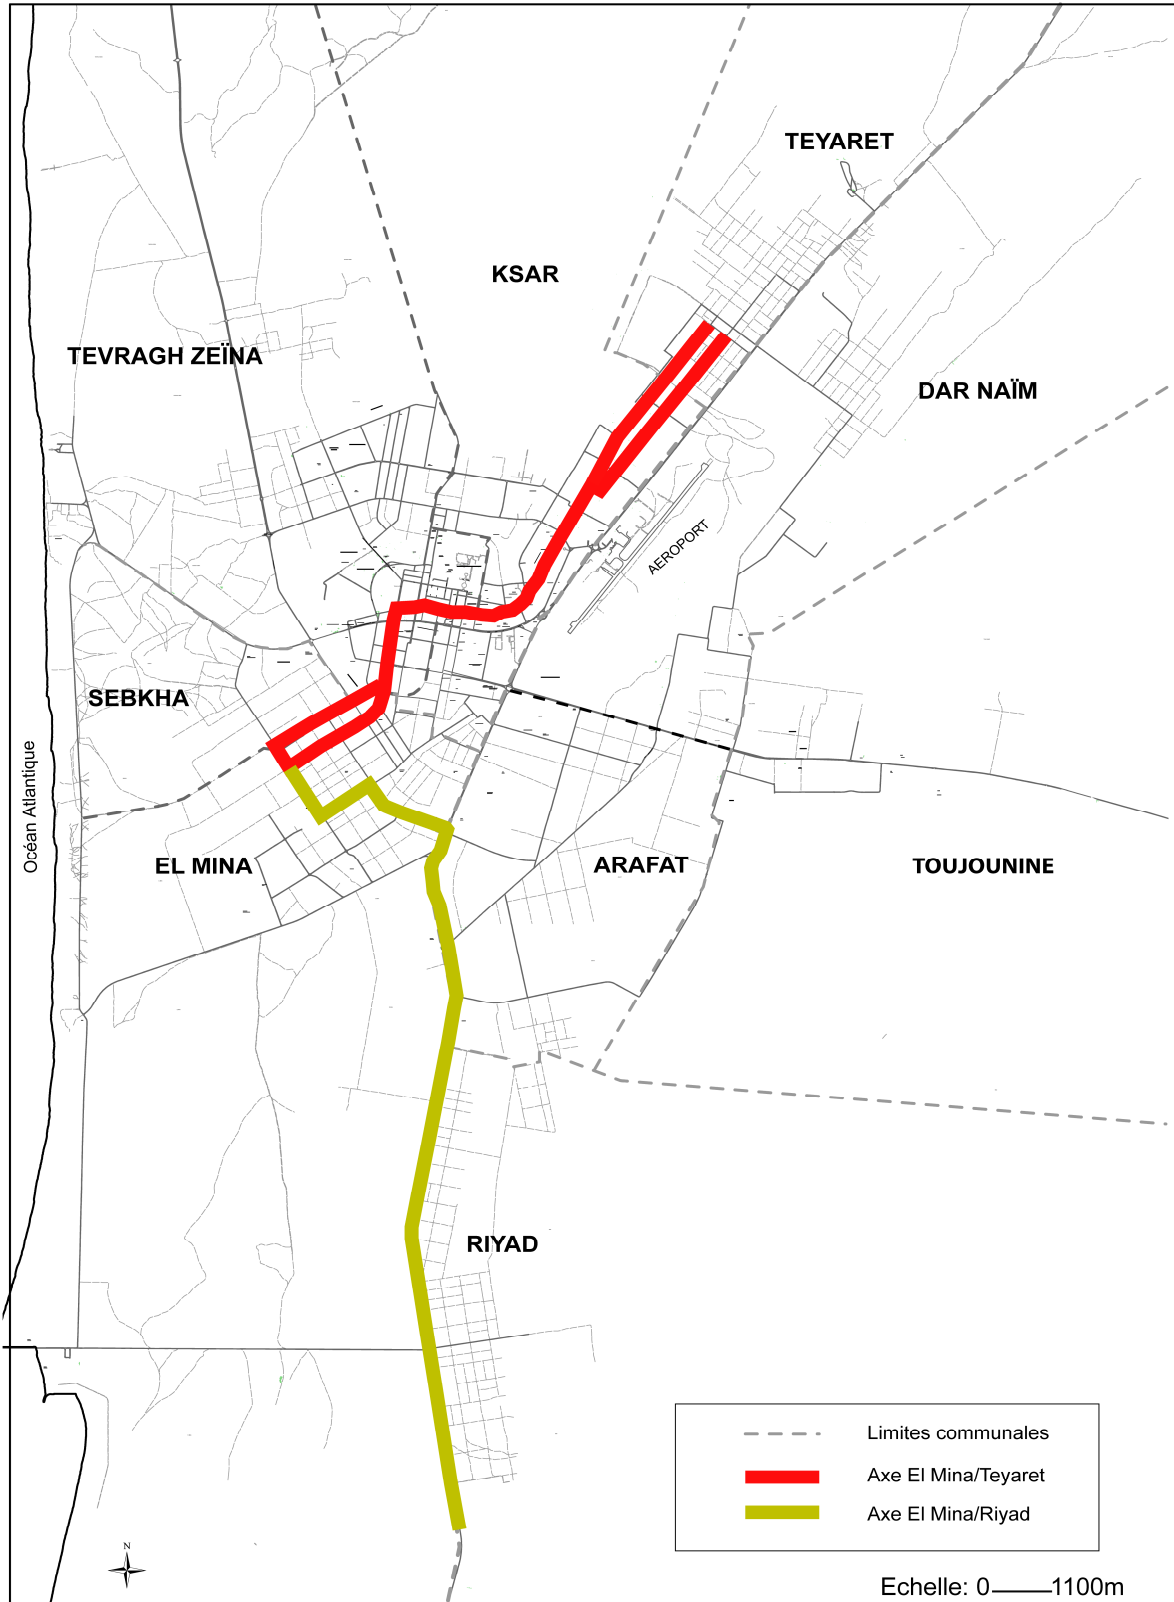 TEYARET
KSAR
TEVRAGH ZEÏNA
DAR NAÏM
AEROPORT
SEBKHA
Océan Atlantique
EL MINA
ARAFAT
TOUJOUNINE
RIYAD
Limites communales
Axe El Mina/Teyaret
Axe El Mina/Riyad
N
Echelle: 0 1100m